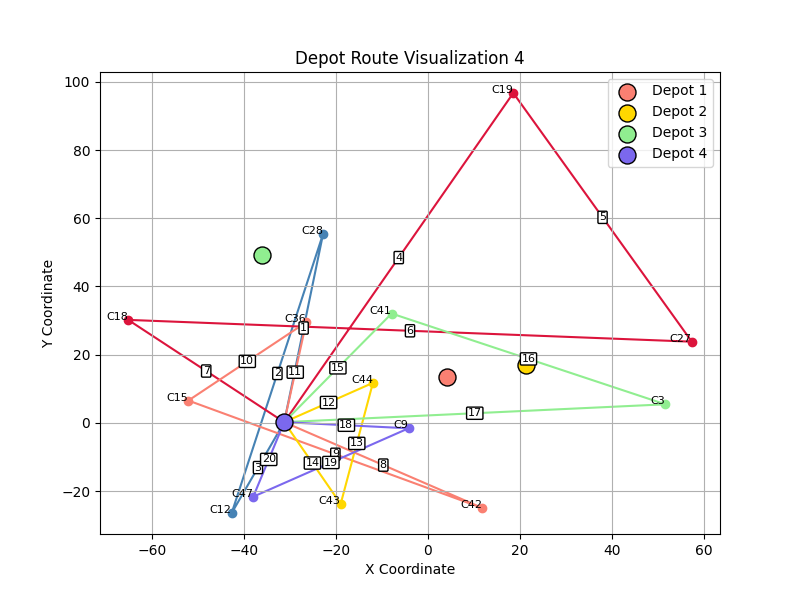 Depot Route Visualization 4
Depot 1
Depot 2
Depot 3
Depot 4
Y Coordinate
100
80
60
40
20
0
−20
C19
5
C28
4
C18
C36
1
C41
6
C27
7
10
2
11
15
16
C15
12
C44
C3
17
18
C9
13
3
20
14
9
19
8
C47
C12
C43
C42
−60
−40
−20
0
20
40
60
X Coordinate